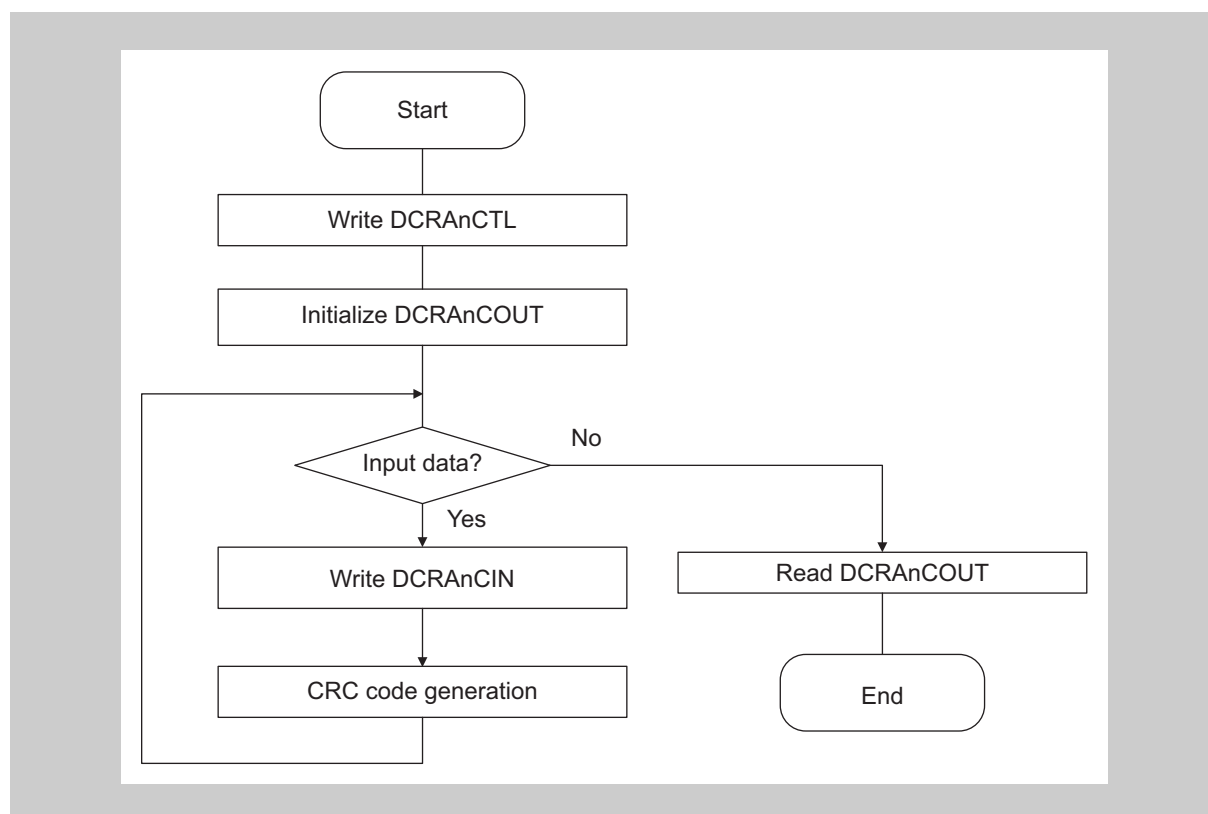 Start
Write DCRAnCTL
Initialize DCRAnCOUT
Input data?
No
Yes
Write DCRAnCIN
CRC code generation
Read DCRAnCOUT
End